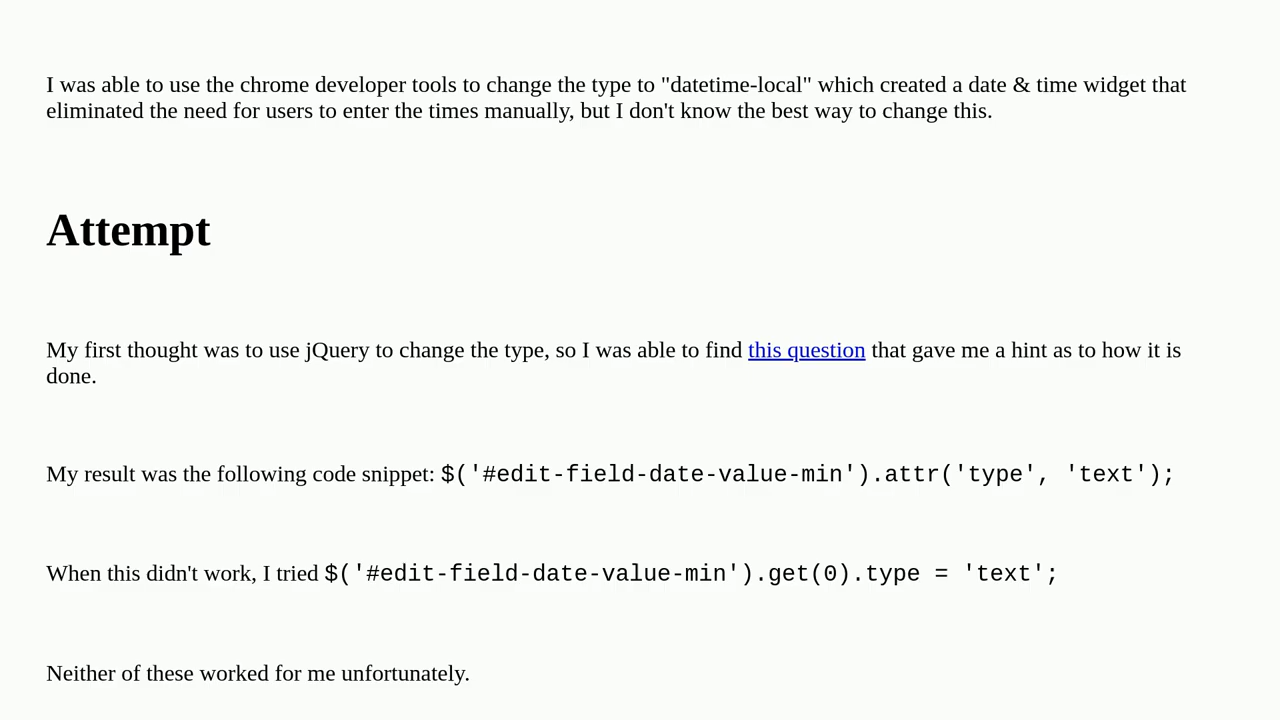 I was able to use the chrome developer tools to change the type to "datetime-local" which created a date & time widget that
eliminated the need for users to enter the times manually, but I don't know the best way to change this.
Attempt
My first thought was to use jQuery to change the type, so I was able to find this question that gave me a hint as to how it is
done.
My result was the following code snippet: $('#edit-field-date-value-min').attr('type', 'text');
When this didn't work, I tried $('#edit-field-date-value-min').get(0).type = 'text';
Neither of these worked for me unfortunately.